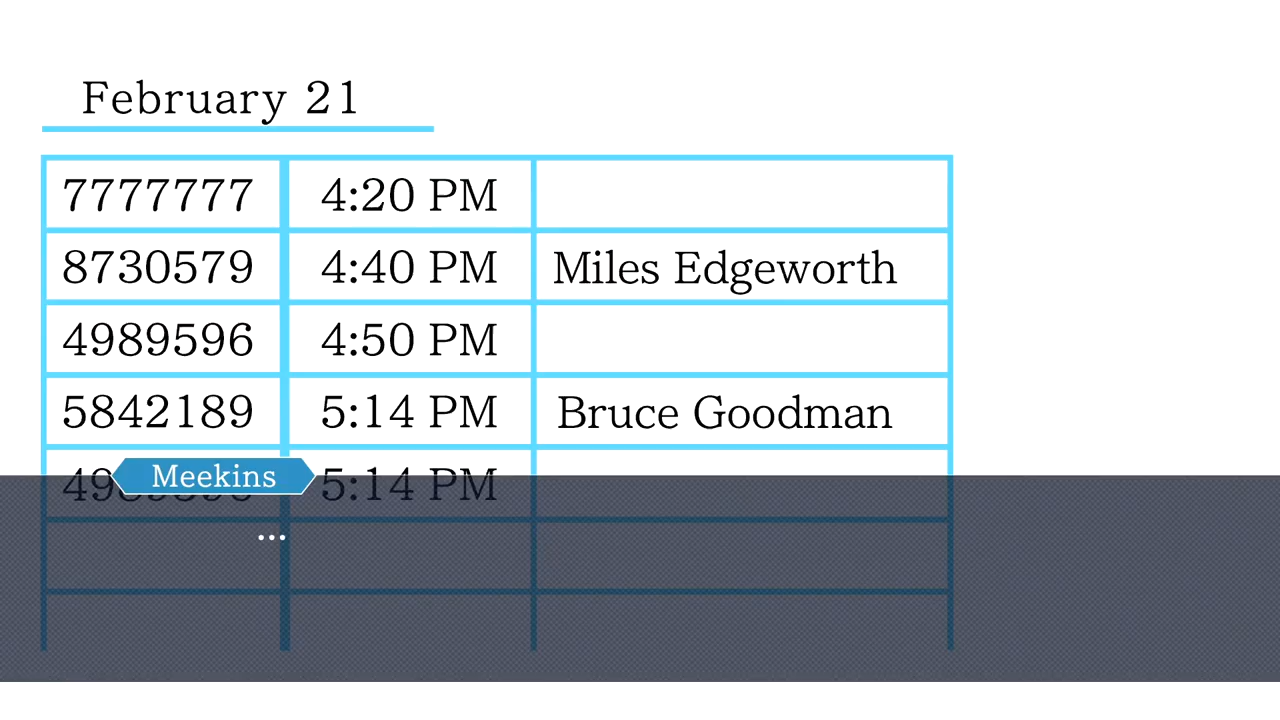 February 21
7777777 4:20 PM
8730579 4:40 PM Miles Edgeworth
4989596 4:50 PM
5842189 5:14 PM Bruce Goodman
5:14 PM
Meekins
...